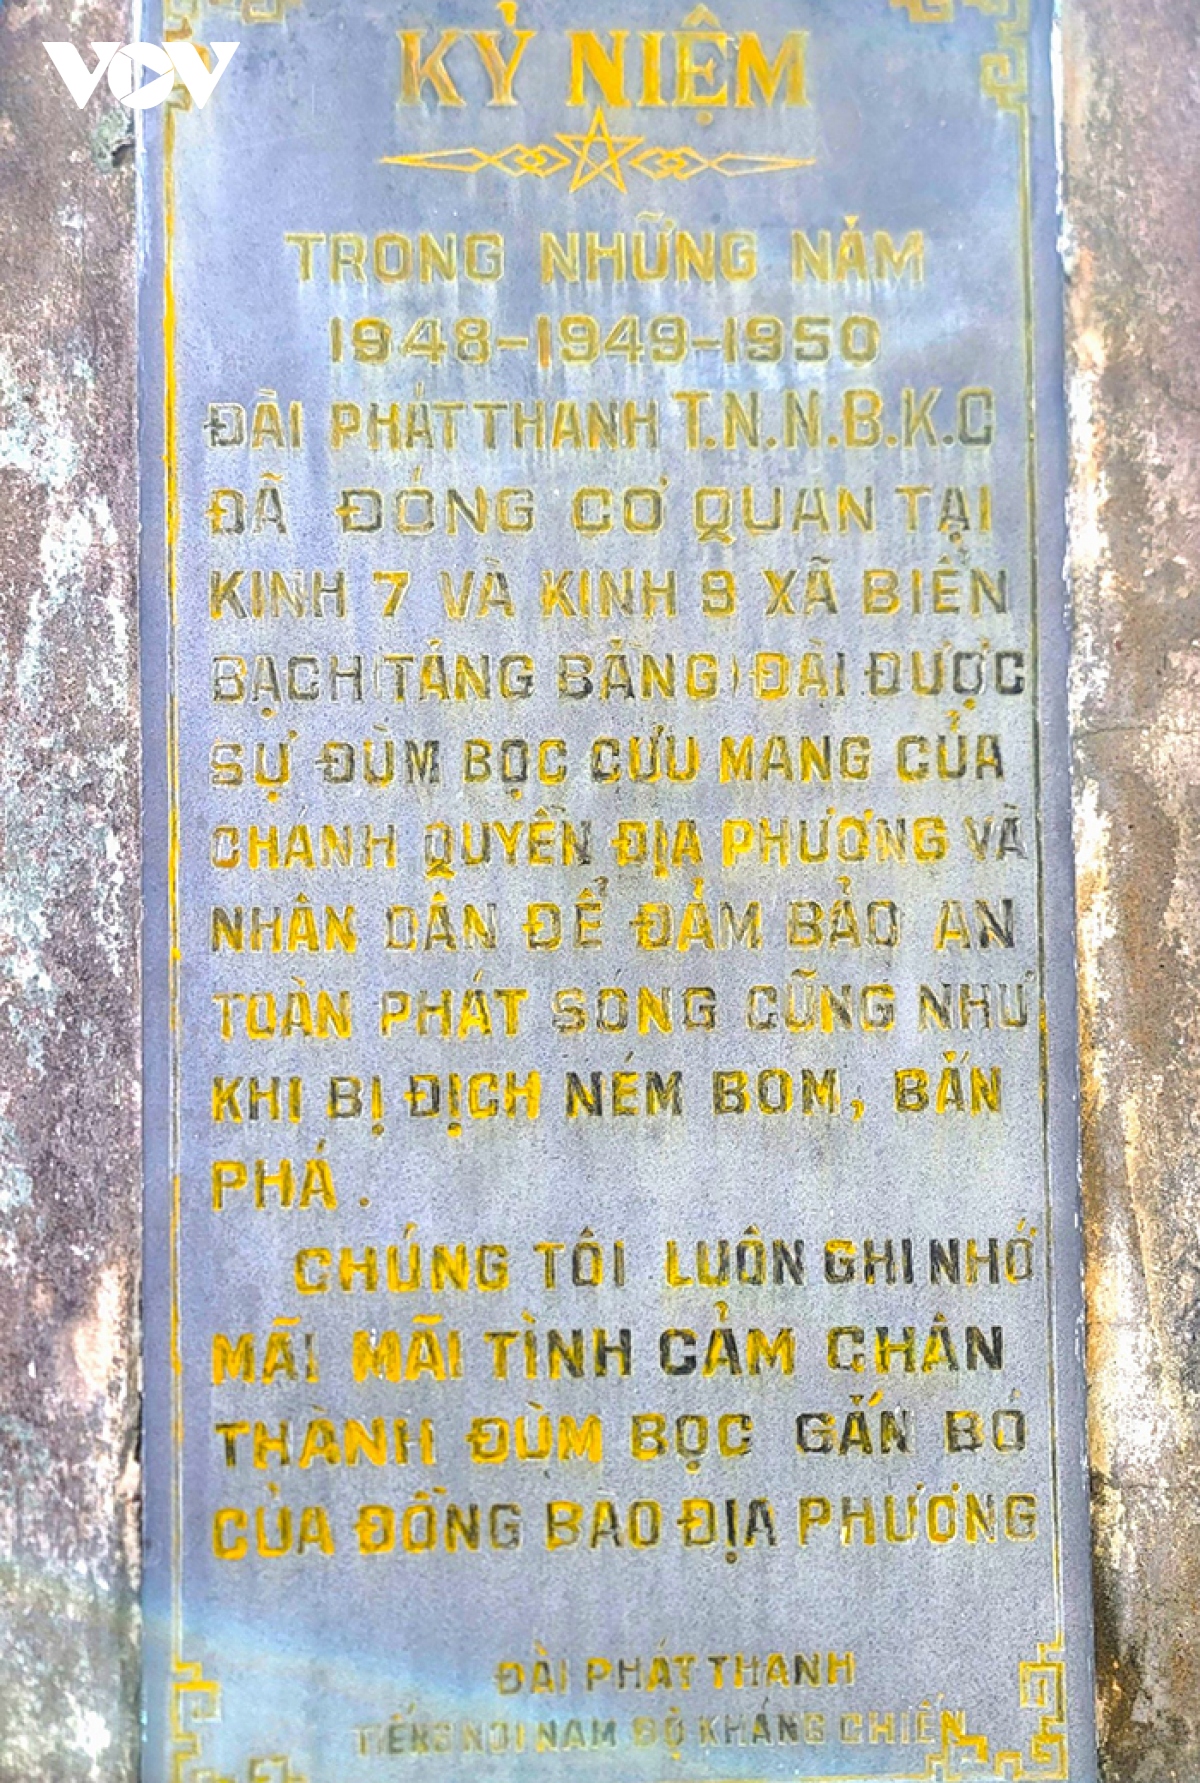 VOV
KỶ NIỆM
TRONG NHỮNG NĂM
1948-1949-1950
ĐÀI PHÁT THANH T.N.N.B.K.C
ĐÃ ĐÓNG CƠ QUAN TẠI
KINH 7 VÀ KINH 9 XÃ BIỂN
BẠCH (TÁNG BẰNG) ĐÀI ĐƯỢC
SỰ ĐÙM BỌC CƯU MANG CỦA
CHÁNH QUYỀN ĐỊA PHƯƠNG VÀ
NHÂN DÂN ĐỂ ĐẢM BẢO AN
TOÀN PHÁT SÓNG CŨNG NHƯ
KHI BỊ ĐỊCH NÉM BOM, BẮN
PHÁ.
CHÚNG TÔI LUÔN GHI NHỚ
MÃI MÃI TÌNH CẢM CHÂN
THÀNH ĐÙM BỌC GẮN BÓ
CỦA ĐỒNG BÀO ĐỊA PHƯƠNG
ĐÀI PHÁT THANH
TIẾNG NÓI NAM BỘ KHÁNG CHIẾN